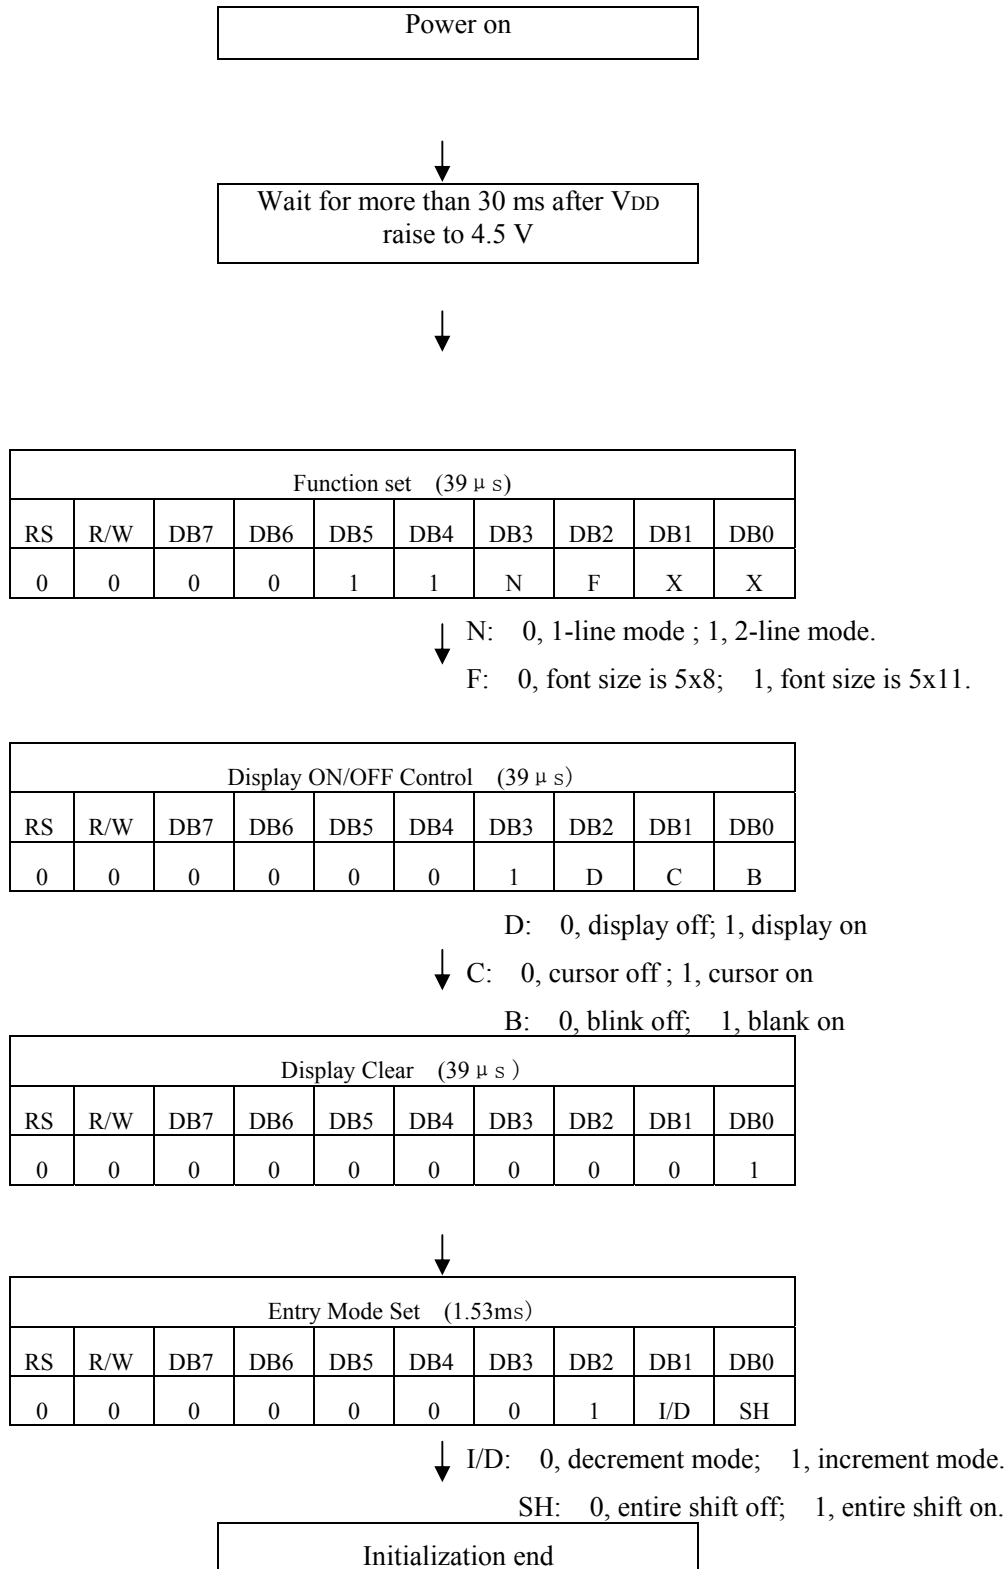 Power on
Wait for more than 30 ms after VDD
raise to 4.5 V
Function set (39μs)
RS R/W DB7 DB6 DB5 DB4 DB3 DB2 DB1 DB0
0 0 0 0 1 1 N F X X
N: 0, 1-line mode ; 1, 2-line mode.
F: 0, font size is 5x8; 1, font size is 5x11.
Display ON/OFF Control (39μs)
RS R/W DB7 DB6 DB5 DB4 DB3 DB2 DB1 DB0
0 0 0 0 0 0 1 D C B
D: 0, display off; 1, display on
C: 0, cursor off ; 1, cursor on
B: 0, blink off; 1, blank on
Display Clear (39μs)
RS R/W DB7 DB6 DB5 DB4 DB3 DB2 DB1 DB0
0 0 0 0 0 0 0 0 0 1
Entry Mode Set (1.53ms)
RS R/W DB7 DB6 DB5 DB4 DB3 DB2 DB1 DB0
0 0 0 0 0 0 0 1 I/D SH
I/D: 0, decrement mode; 1, increment mode.
SH: 0, entire shift off; 1, entire shift on.
Initialization end